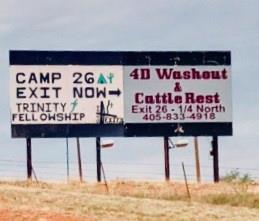 CAMP 26
EXIT NOW
TRINITY
FELLOWSHIP
4D Washout
&
Cattle Rest
Exit 26 - 1/4 North
405-833-4918